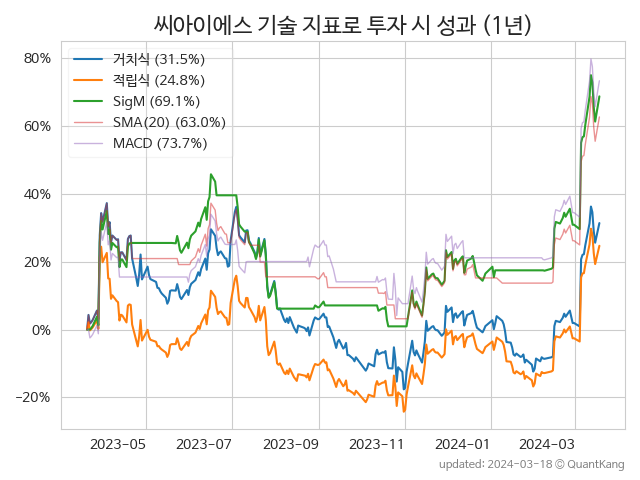 씨아이에스 기술 지표로 투자 시 성과 (1년)
거치식 (31.5%)
적립식 (24.8%)
SigM (69.1%)
SMA(20) (63.0%)
MACD (73.7%)
80%
60%
40%
20%
0%
−20%
2023-05 2023-07 2023-09 2023-11 2024-01 2024-03
updated: 2024-03-18 © QuantKang